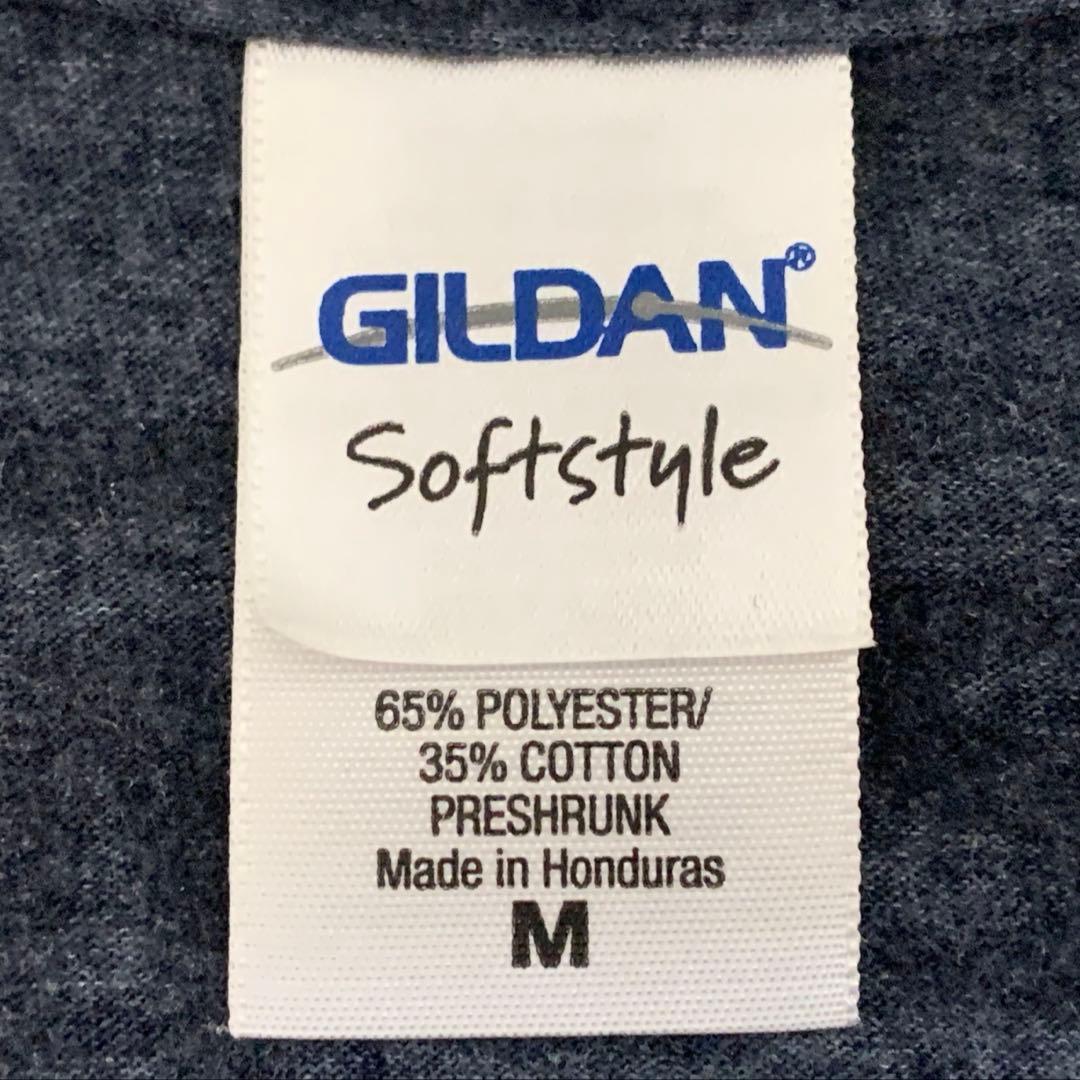 GILDAN®
Softstyle
65% POLYESTER/
35% COTTON
PRESHRUNK
Made in Honduras
M